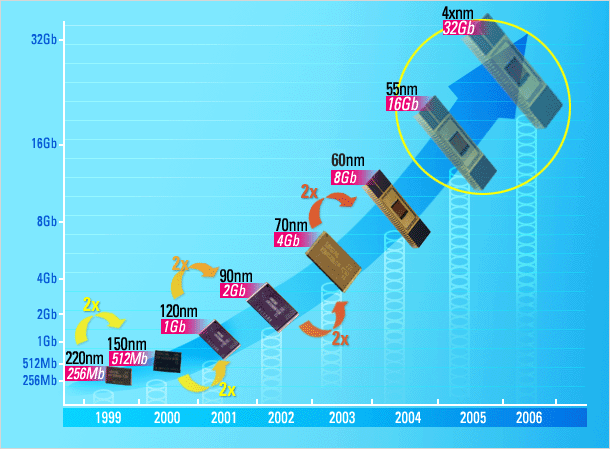 32Gb
16Gb
8Gb
4Gb
2Gb
1Gb
512Mb
256Mb
4xnm
32Gb
55nm
16Gb
60nm
8Gb
2x
70nm
4Gb
2x
90nm
2Gb
2x
120nm
1Gb
2x
150nm
512Mb
2x
220nm
256Mb
1999
2000
2001
2002
2003
2004
2005
2006